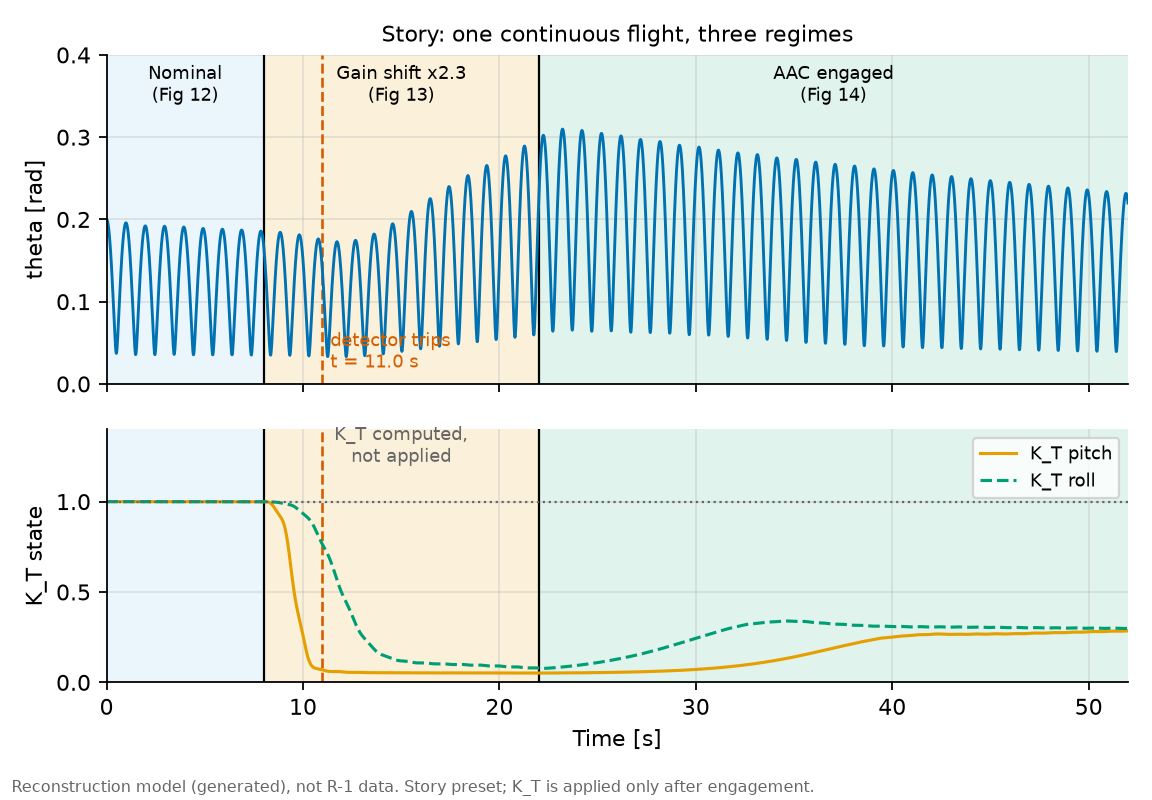 Story: one continuous flight, three regimes
Nominal
(Fig 12)
Gain shift x2.3
(Fig 13)
AAC engaged
(Fig 14)
0.4
0.3
0.2
0.1
0.0
theta [rad]
detector trips
t = 11.0 s
K_T computed,
not applied
K_T pitch
K_T roll
1.0
0.5
0.0
K_T state
0
10
20
30
40
50
Time [s]
Reconstruction model (generated), not R-1 data. Story preset; K_T is applied only after engagement.